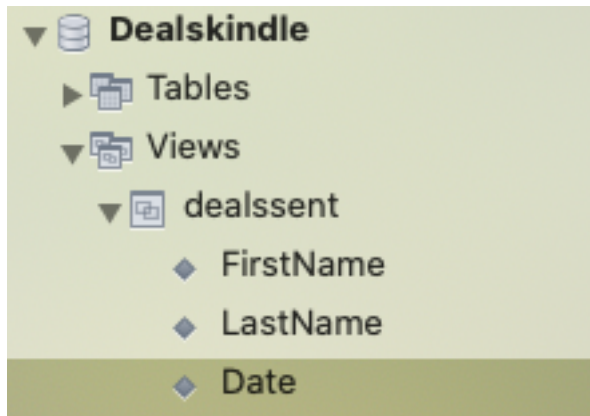 Dealskindle
Tables
Views
dealssent
FirstName
LastName
Date